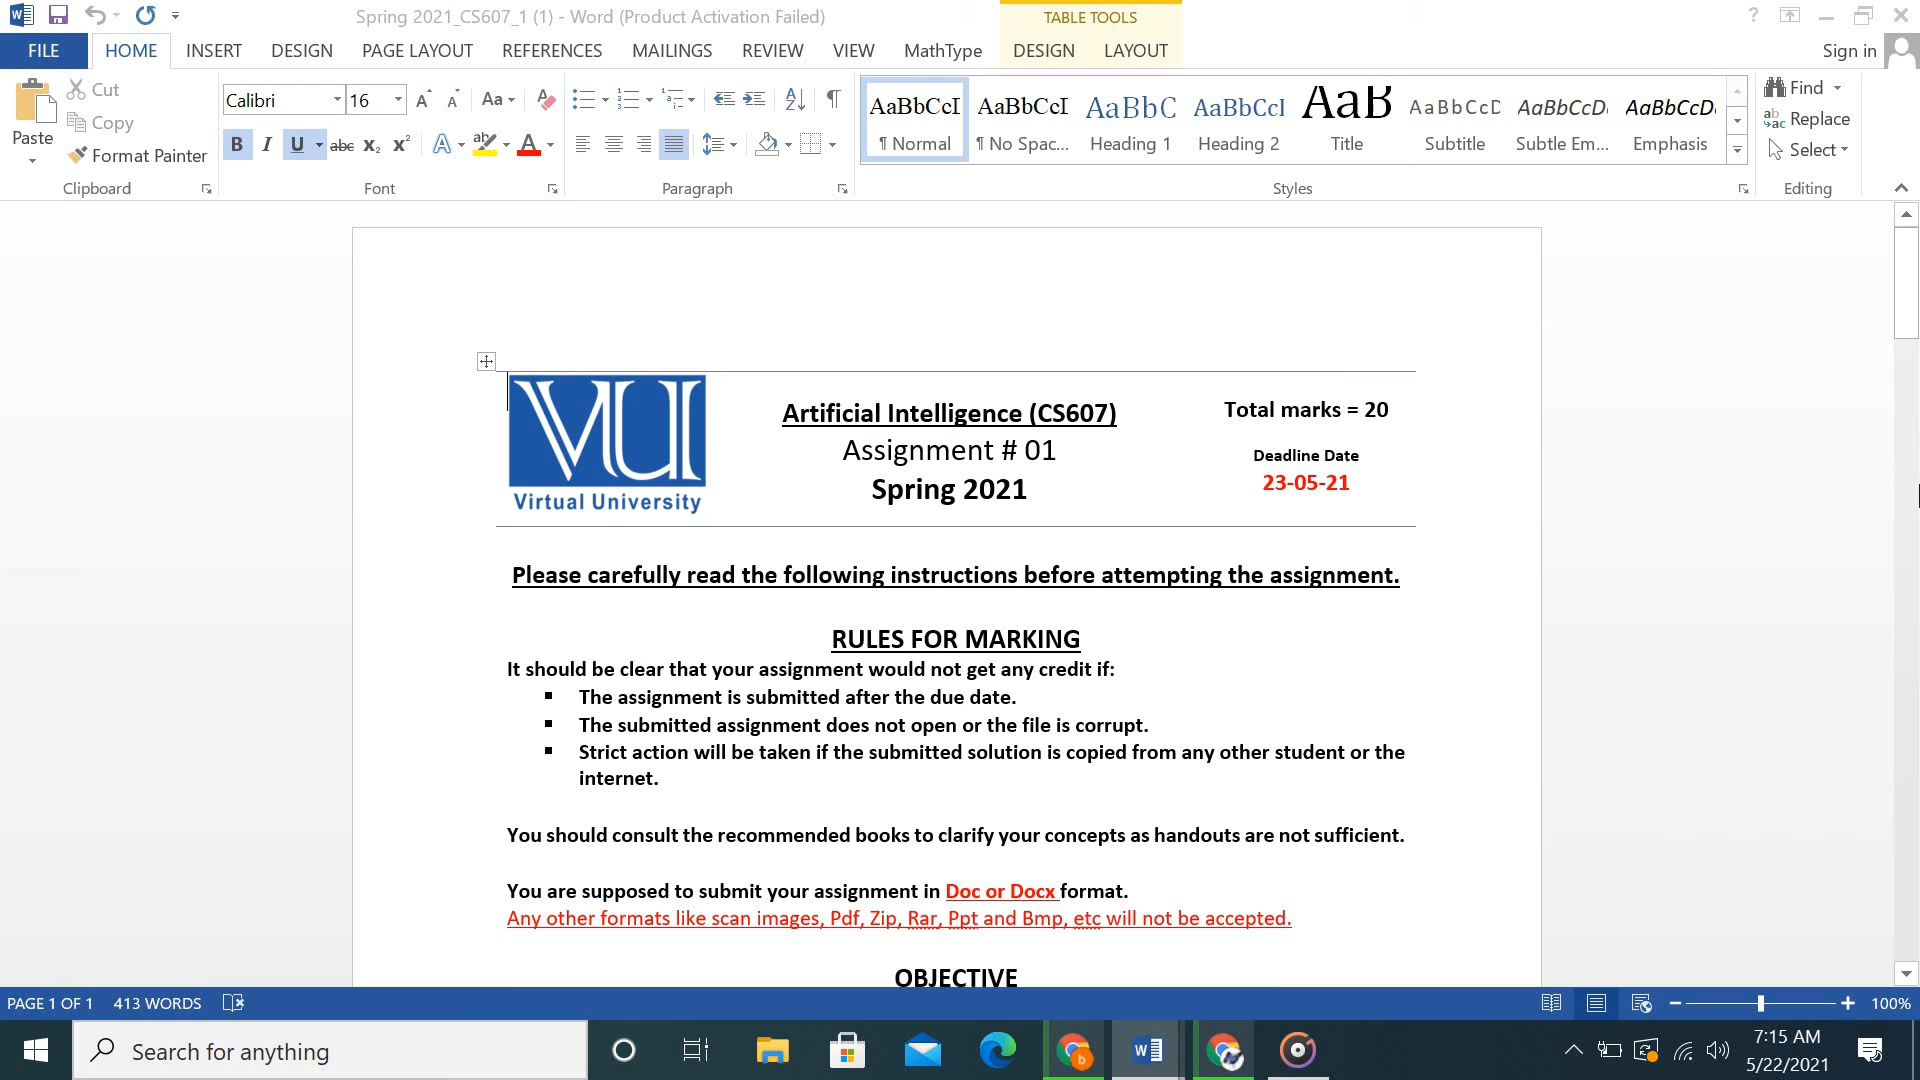 Spring 2021_CS607_1 (1) - Word (Product Activation Failed)
TABLE TOOLS
?
FILE HOME INSERT DESIGN PAGE LAYOUT REFERENCES MAILINGS REVIEW VIEW MathType DESIGN LAYOUT Sign in
Paste
Cut
Copy
Format Painter
Clipboard
Calibri 16
Aa
B I U abc X₂ X² A ab A
Font
Paragraph
AaBbCcI AaBbCcI AaBbC AaBbCcI AaB AaBbCcD AaBbCcD AaBbCcD
¶ Normal ¶ No Spac... Heading 1 Heading 2 Title Subtitle Subtle Em... Emphasis
Styles
Find
Replace
Select
Editing
VU
Virtual University
Artificial Intelligence (CS607)
Assignment # 01
Spring 2021
Total marks = 20
Deadline Date
23-05-21
Please carefully read the following instructions before attempting the assignment.
RULES FOR MARKING
It should be clear that your assignment would not get any credit if:
▪ The assignment is submitted after the due date.
▪ The submitted assignment does not open or the file is corrupt.
▪ Strict action will be taken if the submitted solution is copied from any other student or the
internet.
You should consult the recommended books to clarify your concepts as handouts are not sufficient.
You are supposed to submit your assignment in Doc or Docx format.
Any other formats like scan images, Pdf, Zip, Rar, Ppt and Bmp, etc will not be accepted.
OBJECTIVE
PAGE 1 OF 1 413 WORDS 100%
Search for anything
7:15 AM
5/22/2021